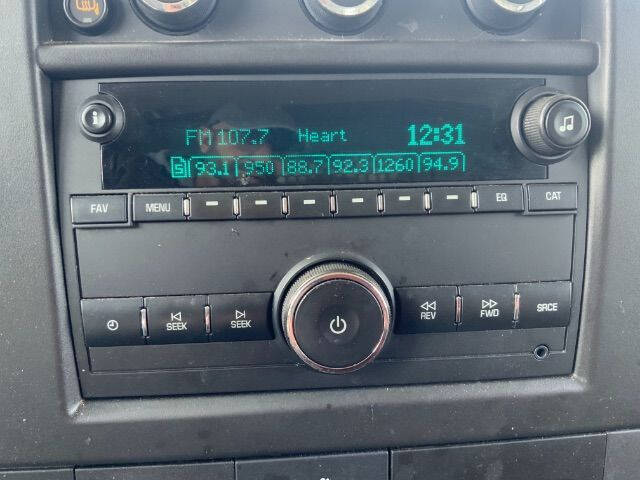 FM 107.7 Heart 12:31
5 93.1 950 88.7 92.3 1260 94.9
FAV MENU EQ CAT
SEEK SEEK REV FWD SRCE